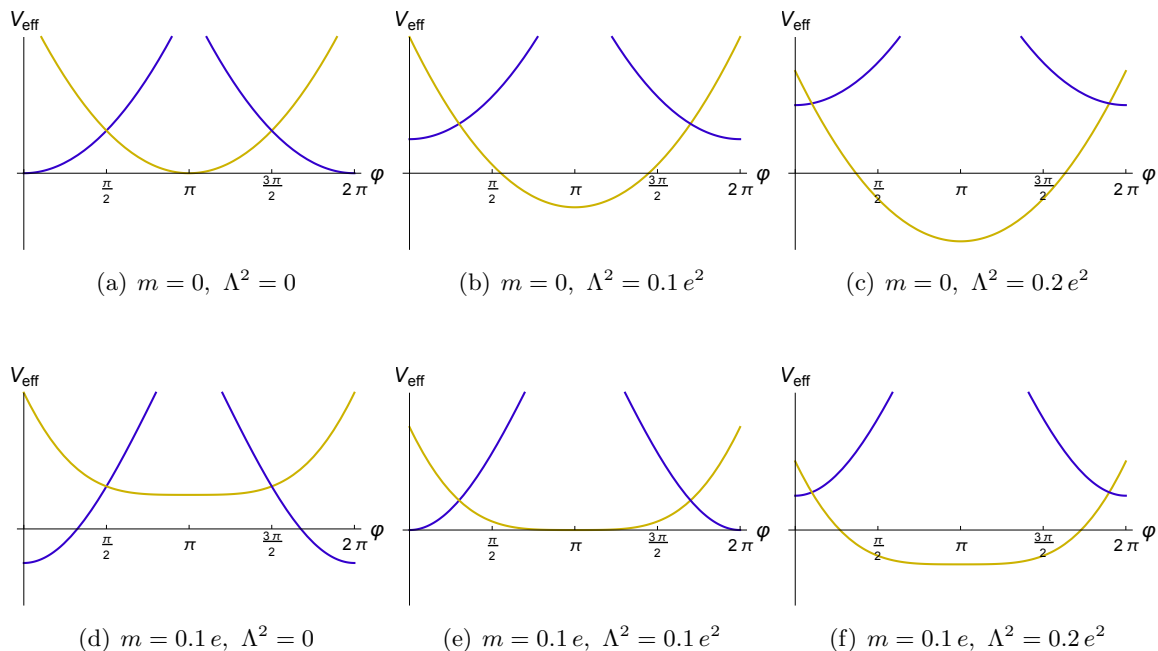 V_eff V_eff V_eff
π/2 π 3π/2 2π φ π/2 π 3π/2 2π φ π/2 π 3π/2 2π φ
(a) m = 0, Λ² = 0 (b) m = 0, Λ² = 0.1 e² (c) m = 0, Λ² = 0.2 e²
V_eff V_eff V_eff
π/2 π 3π/2 2π φ π/2 π 3π/2 2π φ π/2 π 3π/2 2π φ
(d) m = 0.1 e, Λ² = 0 (e) m = 0.1 e, Λ² = 0.1 e² (f) m = 0.1 e, Λ² = 0.2 e²